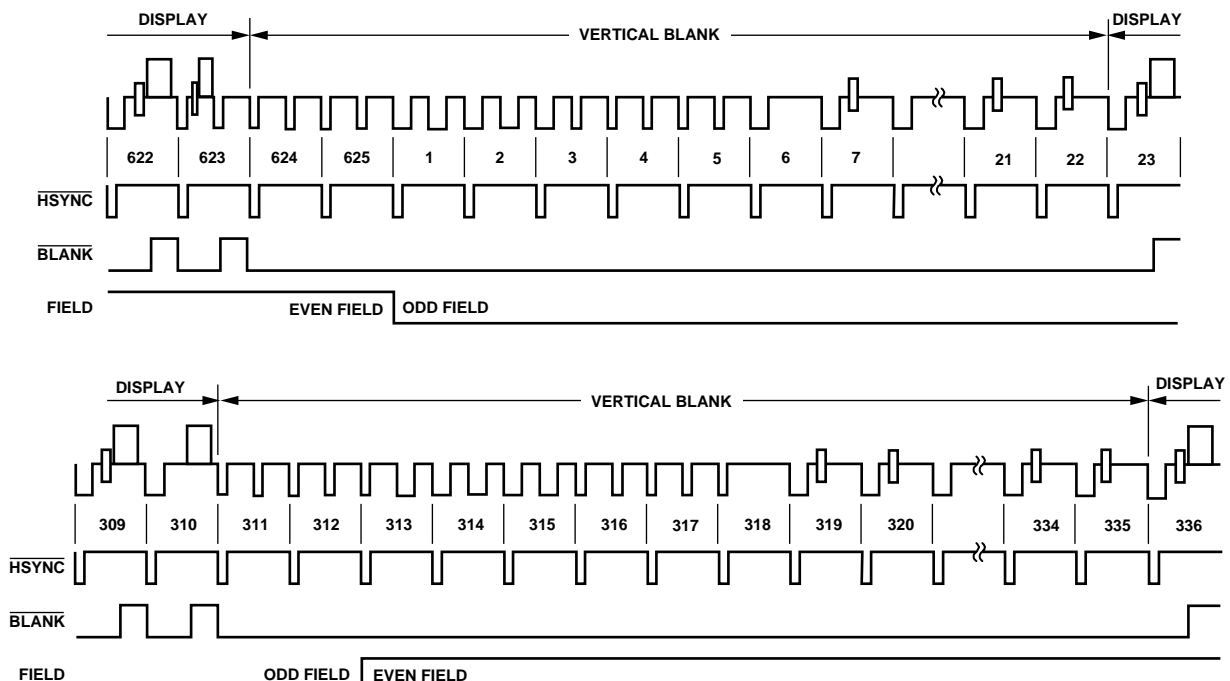 DISPLAY VERTICAL BLANK DISPLAY
622 623 624 625 1 2 3 4 5 6 7 21 22 23
HSYNC
BLANK
FIELD EVEN FIELD ODD FIELD
DISPLAY VERTICAL BLANK DISPLAY
309 310 311 312 313 314 315 316 317 318 319 320 334 335 336
HSYNC
BLANK
FIELD ODD FIELD EVEN FIELD